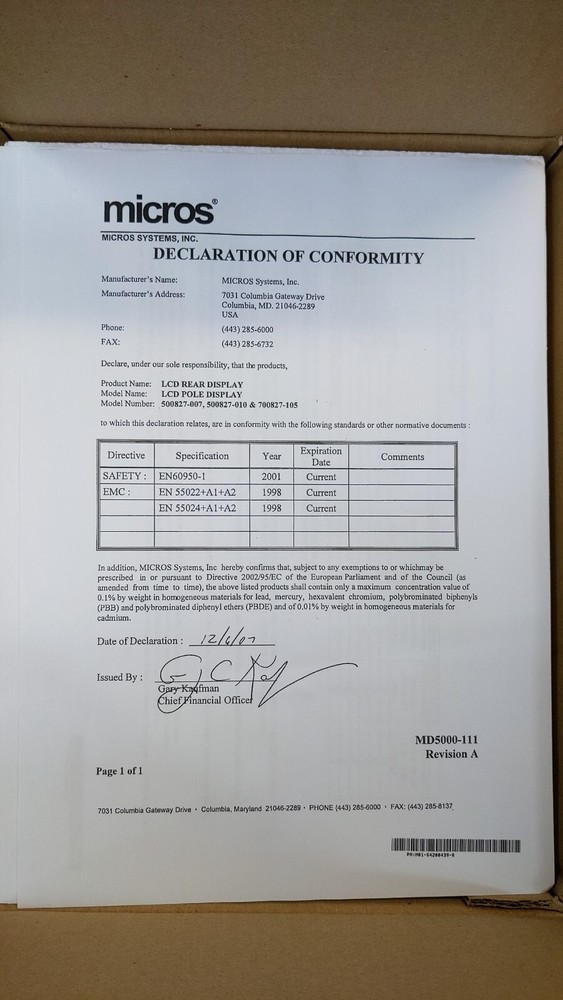 micros®
MICROS SYSTEMS, INC.
DECLARATION OF CONFORMITY
Manufacturer's Name: MICROS Systems, Inc.
Manufacturer's Address: 7031 Columbia Gateway Drive
Columbia, MD. 21046-2289
USA
Phone: (443) 285-6000
FAX: (443) 285-6732
Declare, under our sole responsibility, that the products,
Product Name: LCD REAR DISPLAY
Model Name: LCD POLE DISPLAY
Model Number: 500827-007, 500827-010 & 700827-105
to which this declaration relates, are in conformity with the following standards or other normative documents :
Directive Specification Year Expiration Date Comments
SAFETY : EN60950-1 2001 Current
EMC : EN 55022+A1+A2 1998 Current
EN 55024+A1+A2 1998 Current
In addition, MICROS Systems, Inc hereby confirms that, subject to any exemptions to or whichmay be
prescribed in or pursuant to Directive 2002/95/EC of the European Parliament and of the Council (as
amended from time to time), the above listed products shall contain only a maximum concentration value of
0.1% by weight in homogeneous materials for lead, mercury, hexavalent chromium, polybrominated biphenyls
(PBB) and polybrominated diphenyl ethers (PBDE) and of 0.01% by weight in homogeneous materials for
cadmium.
Date of Declaration : 12/6/07
Issued By :
Gary Kaufman
Chief Financial Officer
MD5000-111
Revision A
Page 1 of 1
7031 Columbia Gateway Drive • Columbia, Maryland 21046-2289 • PHONE (443) 285-6000 • FAX: (443) 285-8137